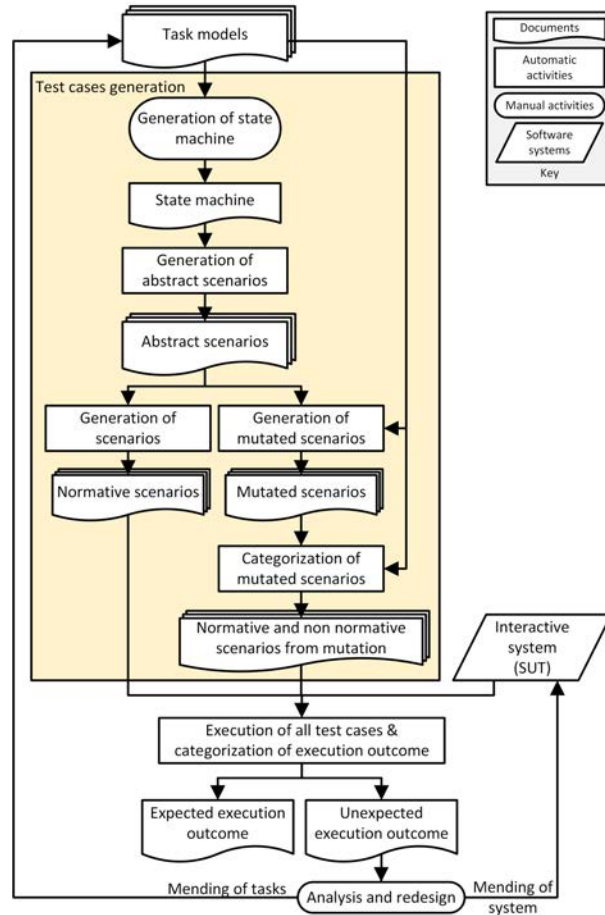 Task models
Documents
Automatic
activities
Manual activities
Software
systems
Key
Test cases generation
Generation of state
machine
State machine
Generation of
abstract scenarios
Abstract scenarios
Generation of
scenarios
Generation of
mutated scenarios
Normative scenarios
Mutated scenarios
Categorization of
mutated scenarios
Normative and non normative
scenarios from mutation
Interactive
system
(SUT)
Execution of all test cases &
categorization of execution outcome
Expected execution
outcome
Unexpected
execution outcome
Mending of tasks
Analysis and redesign
Mending of
system